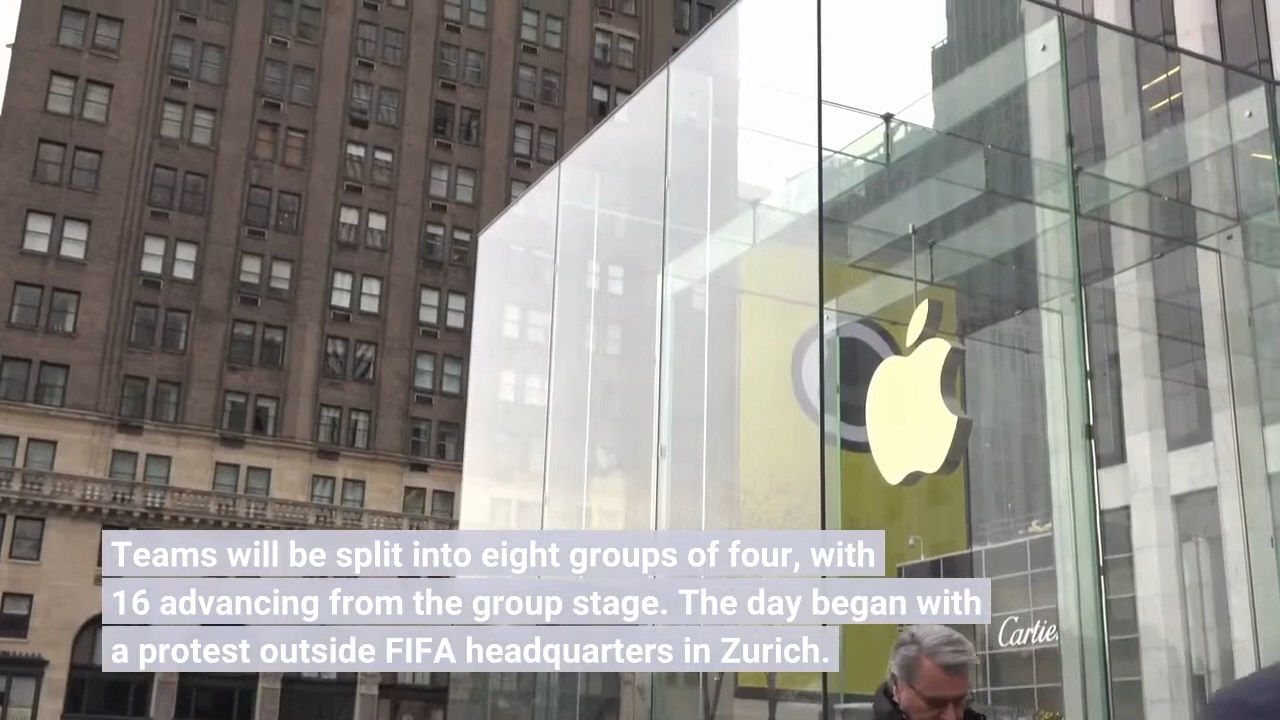 Teams will be split into eight groups of four, with
16 advancing from the group stage. The day began with
a protest outside FIFA headquarters in Zurich.
Cartier